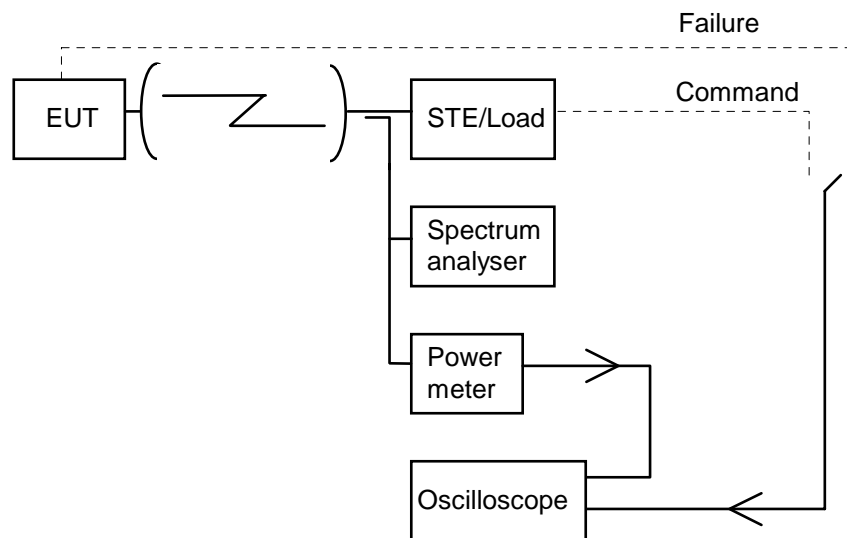 Failure
EUT
STE/Load
Command
Spectrum
analyser
Power
meter
Oscilloscope